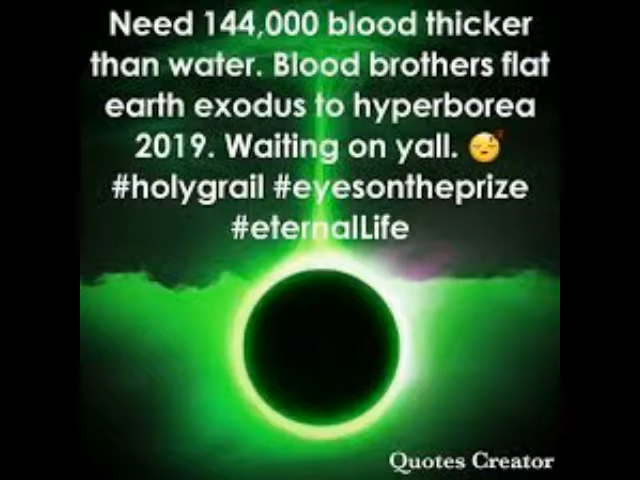 Need 144,000 blood thicker
than water. Blood brothers flat
earth exodus to hyperborea
2019. Waiting on yall. 😴
#holygrail #eyesontheprize
#eternalLife
Quotes Creator